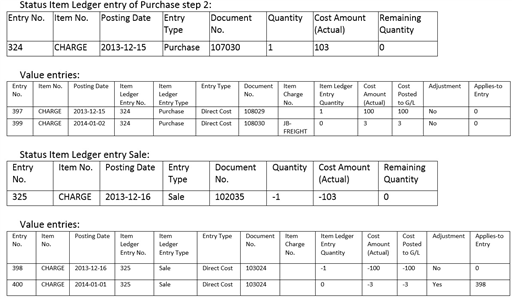 Status Item Ledger entry of Purchase step 2:
Entry No. Item No. Posting Date Entry Type Document No. Quantity Cost Amount (Actual) Remaining Quantity
324 CHARGE 2013-12-15 Purchase 107030 1 103 0
Value entries:
Entry No. Item No. Posting Date Item Ledger Entry No. Item Ledger Entry Type Entry Type Document No. Item Charge No. Item Ledger Entry Quantity Cost Amount (Actual) Cost Posted to G/L Adjustment Applies-to Entry
397 CHARGE 2013-12-15 324 Purchase Direct Cost 108029 1 100 100 No 0
399 CHARGE 2014-01-02 324 Purchase Direct Cost 108030 JB-FREIGHT 0 3 3 No 0
Status Item Ledger entry Sale:
Entry No. Item No. Posting Date Entry Type Document No. Quantity Cost Amount (Actual) Remaining Quantity
325 CHARGE 2013-12-16 Sale 102035 -1 -103 0
Value entries:
Entry No. Item No. Posting Date Item Ledger Entry No. Item Ledger Entry Type Entry Type Document No. Item Charge No. Item Ledger Entry Quantity Cost Amount (Actual) Cost Posted to G/L Adjustment Applies-to Entry
398 CHARGE 2013-12-16 325 Sale Direct Cost 103024 -1 -100 -100 No 0
400 CHARGE 2014-01-01 325 Sale Direct Cost 103024 0 -3 -3 Yes 398